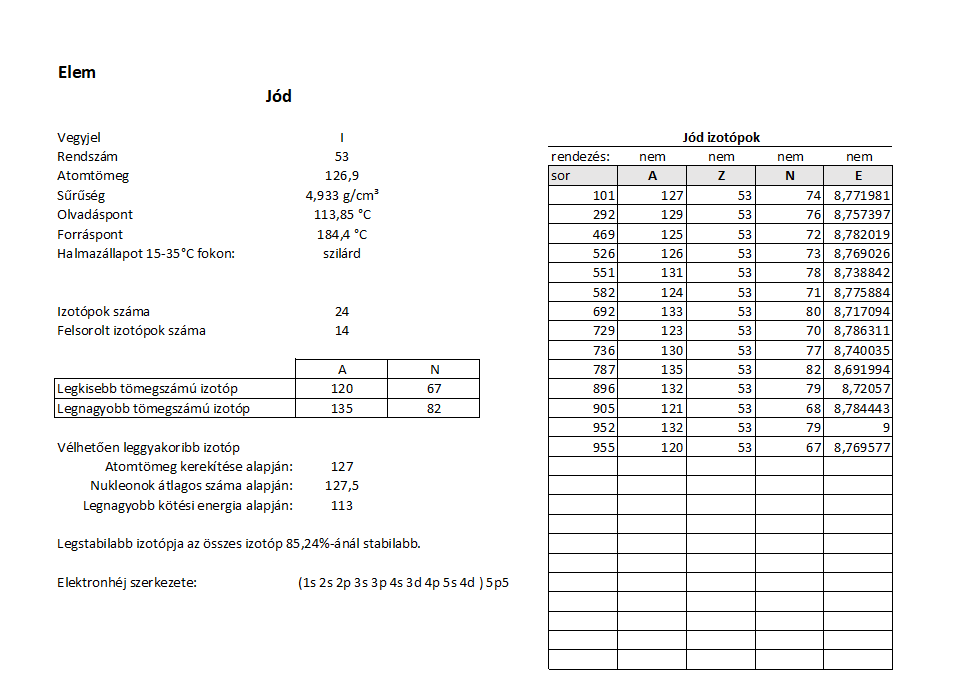 Elem
Jód
Vegyjel I
Rendszám 53
Atomtömeg 126,9
Sűrűség 4,933 g/cm³
Olvadáspont 113,85 °C
Forráspont 184,4 °C
Halmazállapot 15-35°C fokon: szilárd
Izotópok száma 24
Felsorolt izotópok száma 14
A N
Legkisebb tömegszámú izotóp 120 67
Legnagyobb tömegszámú izotóp 135 82
Vélhetően leggyakoribb izotóp
Atomtömeg kerekítése alapján: 127
Nukleonok átlagos száma alapján: 127,5
Legnagyobb kötési energia alapján: 113
Legstabilabb izotópja az összes izotóp 85,24%-ánál stabilabb.
Elektronhéj szerkezete: (1s 2s 2p 3s 3p 4s 3d 4p 5s 4d ) 5p5
Jód izotópok
rendezés: nem nem nem nem
sor A Z N E
101 127 53 74 8,771981
292 129 53 76 8,757397
469 125 53 72 8,782019
526 126 53 73 8,769026
551 131 53 78 8,738842
582 124 53 71 8,775884
692 133 53 80 8,717094
729 123 53 70 8,786311
736 130 53 77 8,740035
787 135 53 82 8,691994
896 132 53 79 8,72057
905 121 53 68 8,784443
952 132 53 79 9
955 120 53 67 8,769577